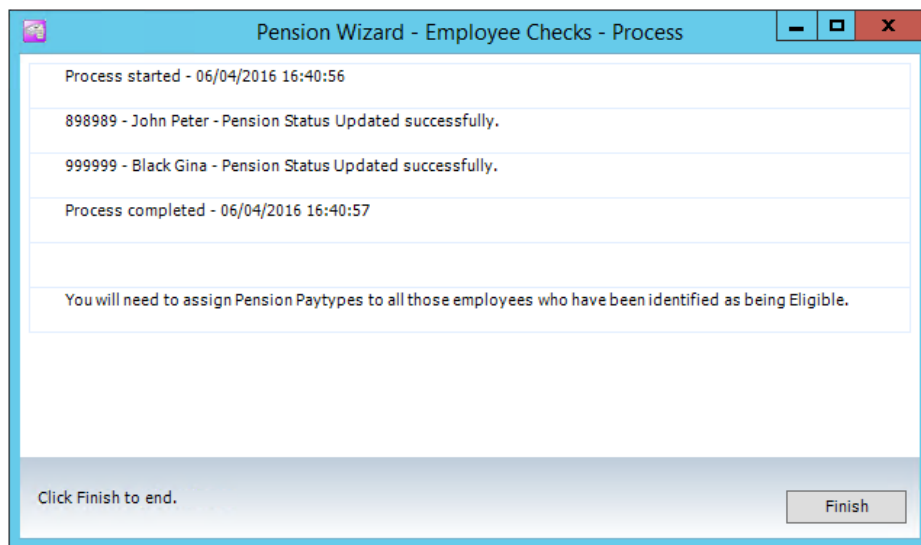 Pension Wizard - Employee Checks - Process
Process started - 06/04/2016 16:40:56
898989 - John Peter - Pension Status Updated successfully.
999999 - Black Gina - Pension Status Updated successfully.
Process completed - 06/04/2016 16:40:57
You will need to assign Pension Paytypes to all those employees who have been identified as being Eligible.
Click Finish to end.
Finish